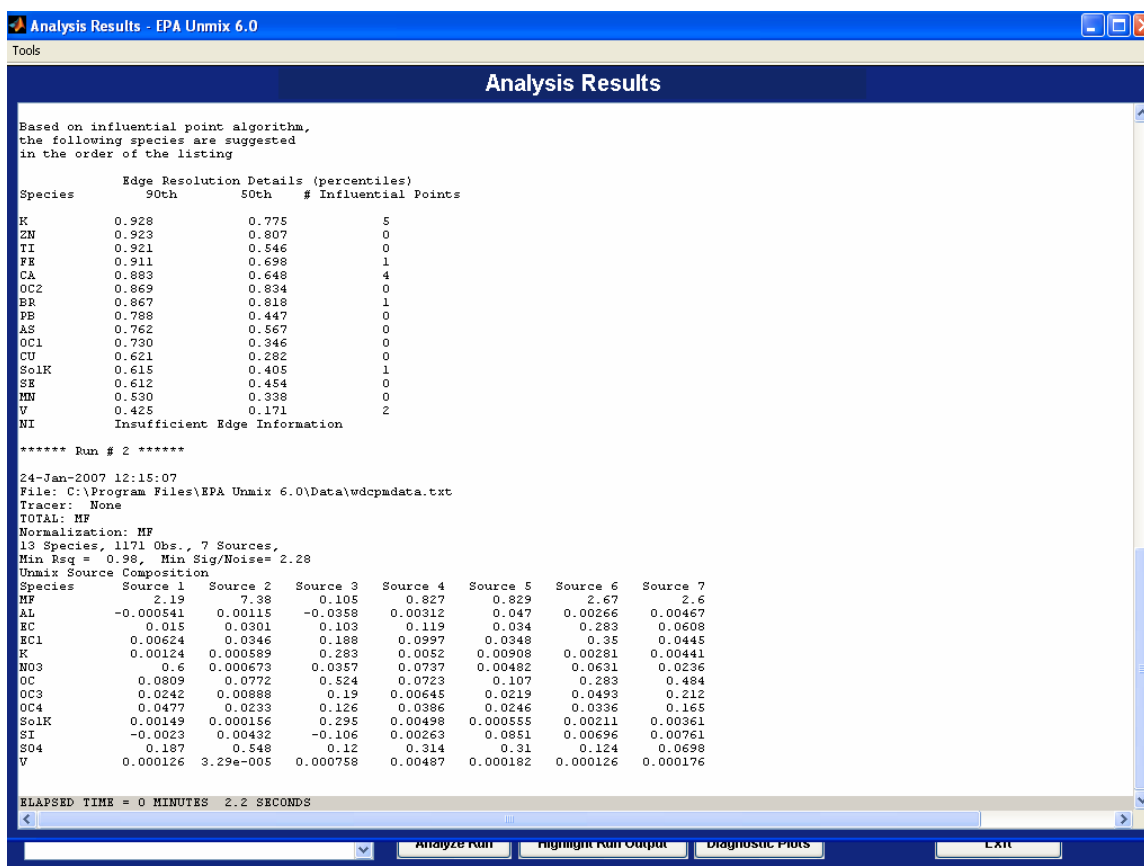 Analysis Results - EPA Unmix 6.0
Tools
Analysis Results
Based on influential point algorithm,
the following species are suggested
in the order of the listing
Edge Resolution Details (percentiles)
Species 90th 50th # Influential Points
K 0.928 0.775 5
ZN 0.923 0.807 0
TI 0.921 0.546 0
FE 0.911 0.698 1
CA 0.883 0.648 4
OC2 0.869 0.834 0
BR 0.867 0.818 1
PB 0.788 0.447 0
AS 0.762 0.567 0
OC1 0.730 0.346 0
CU 0.621 0.282 0
SolK 0.615 0.405 1
SE 0.612 0.454 0
MN 0.530 0.338 0
V 0.425 0.171 2
NI Insufficient Edge Information
****** Run # 2 ******
24-Jan-2007 12:15:07
File: C:\Program Files\EPA Unmix 6.0\Data\wdcpmdata.txt
Tracer: None
TOTAL: MF
Normalization: MF
13 Species, 1171 Obs., 7 Sources,
Min Rsq = 0.98, Min Sig/Noise= 2.28
Unmix Source Composition
Species Source 1 Source 2 Source 3 Source 4 Source 5 Source 6 Source 7
MF 2.19 7.38 0.105 0.827 0.829 2.67 2.6
AL -0.000541 0.00115 -0.0358 0.00312 0.047 0.00266 0.00467
EC 0.015 0.0301 0.103 0.119 0.034 0.283 0.0608
EC1 0.00624 0.0346 0.188 0.0997 0.0348 0.35 0.0445
K 0.00124 0.000589 0.283 0.0052 0.00908 0.00281 0.00441
NO3 0.6 0.000673 0.0357 0.0737 0.00482 0.0631 0.0236
OC 0.0809 0.0772 0.524 0.0723 0.107 0.283 0.484
OC3 0.0242 0.00888 0.19 0.00645 0.0219 0.0493 0.212
OC4 0.0477 0.0233 0.126 0.0386 0.0246 0.0336 0.165
SolK 0.00149 0.000156 0.295 0.00498 0.000555 0.00211 0.00361
SI -0.0023 0.00432 -0.106 0.00263 0.0851 0.00696 0.00761
SO4 0.187 0.548 0.12 0.314 0.31 0.124 0.0698
V 0.000126 3.29e-005 0.000758 0.00487 0.000182 0.000126 0.000176
ELAPSED TIME = 0 MINUTES 2.2 SECONDS
Analyze Run Highlight Run Output Diagnostic Plots Exit